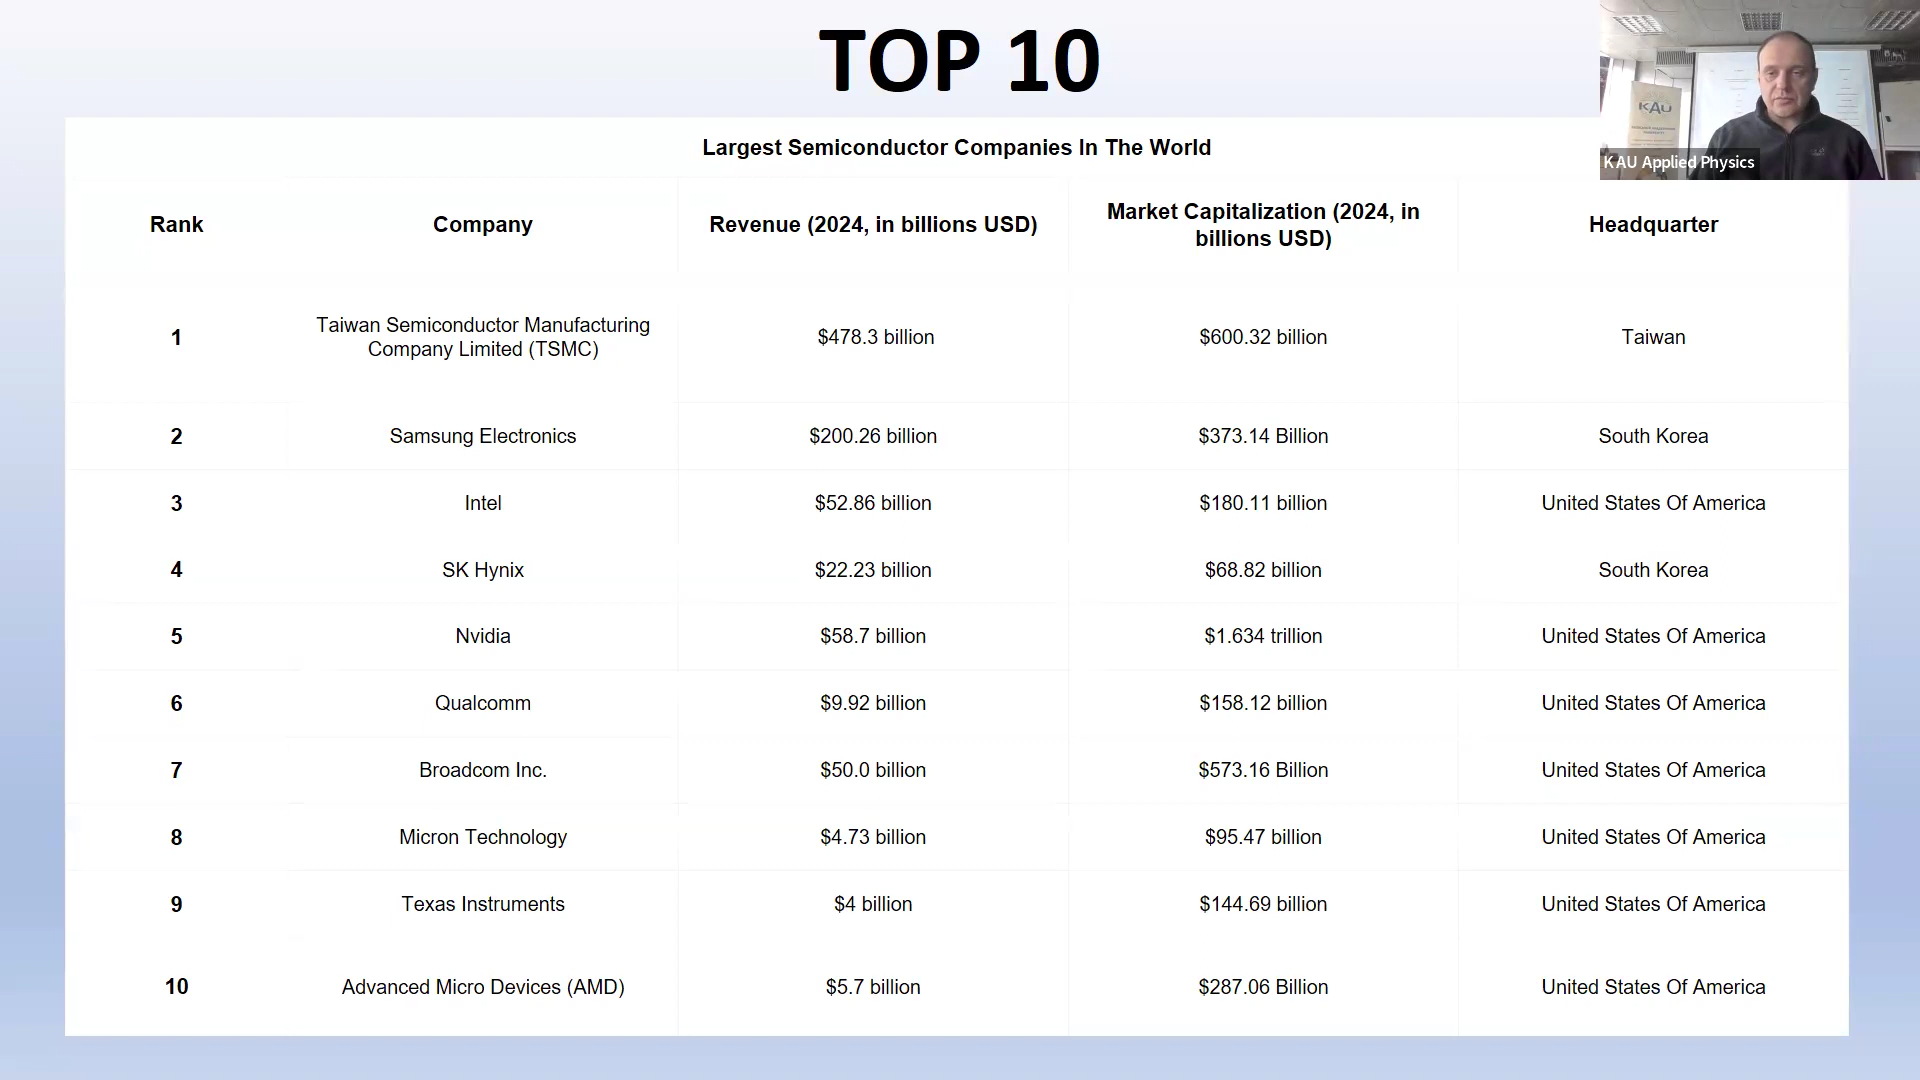 TOP 10
KAU
KAU Applied Physics
Largest Semiconductor Companies In The World
Rank
Company
Revenue (2024, in billions USD)
Market Capitalization (2024, in
billions USD)
Headquarter
1
Taiwan Semiconductor Manufacturing
Company Limited (TSMC)
$478.3 billion
$600.32 billion
Taiwan
2
Samsung Electronics
$200.26 billion
$373.14 Billion
South Korea
3
Intel
$52.86 billion
$180.11 billion
United States Of America
4
SK Hynix
$22.23 billion
$68.82 billion
South Korea
5
Nvidia
$58.7 billion
$1.634 trillion
United States Of America
6
Qualcomm
$9.92 billion
$158.12 billion
United States Of America
7
Broadcom Inc.
$50.0 billion
$573.16 Billion
United States Of America
8
Micron Technology
$4.73 billion
$95.47 billion
United States Of America
9
Texas Instruments
$4 billion
$144.69 billion
United States Of America
10
Advanced Micro Devices (AMD)
$5.7 billion
$287.06 Billion
United States Of America